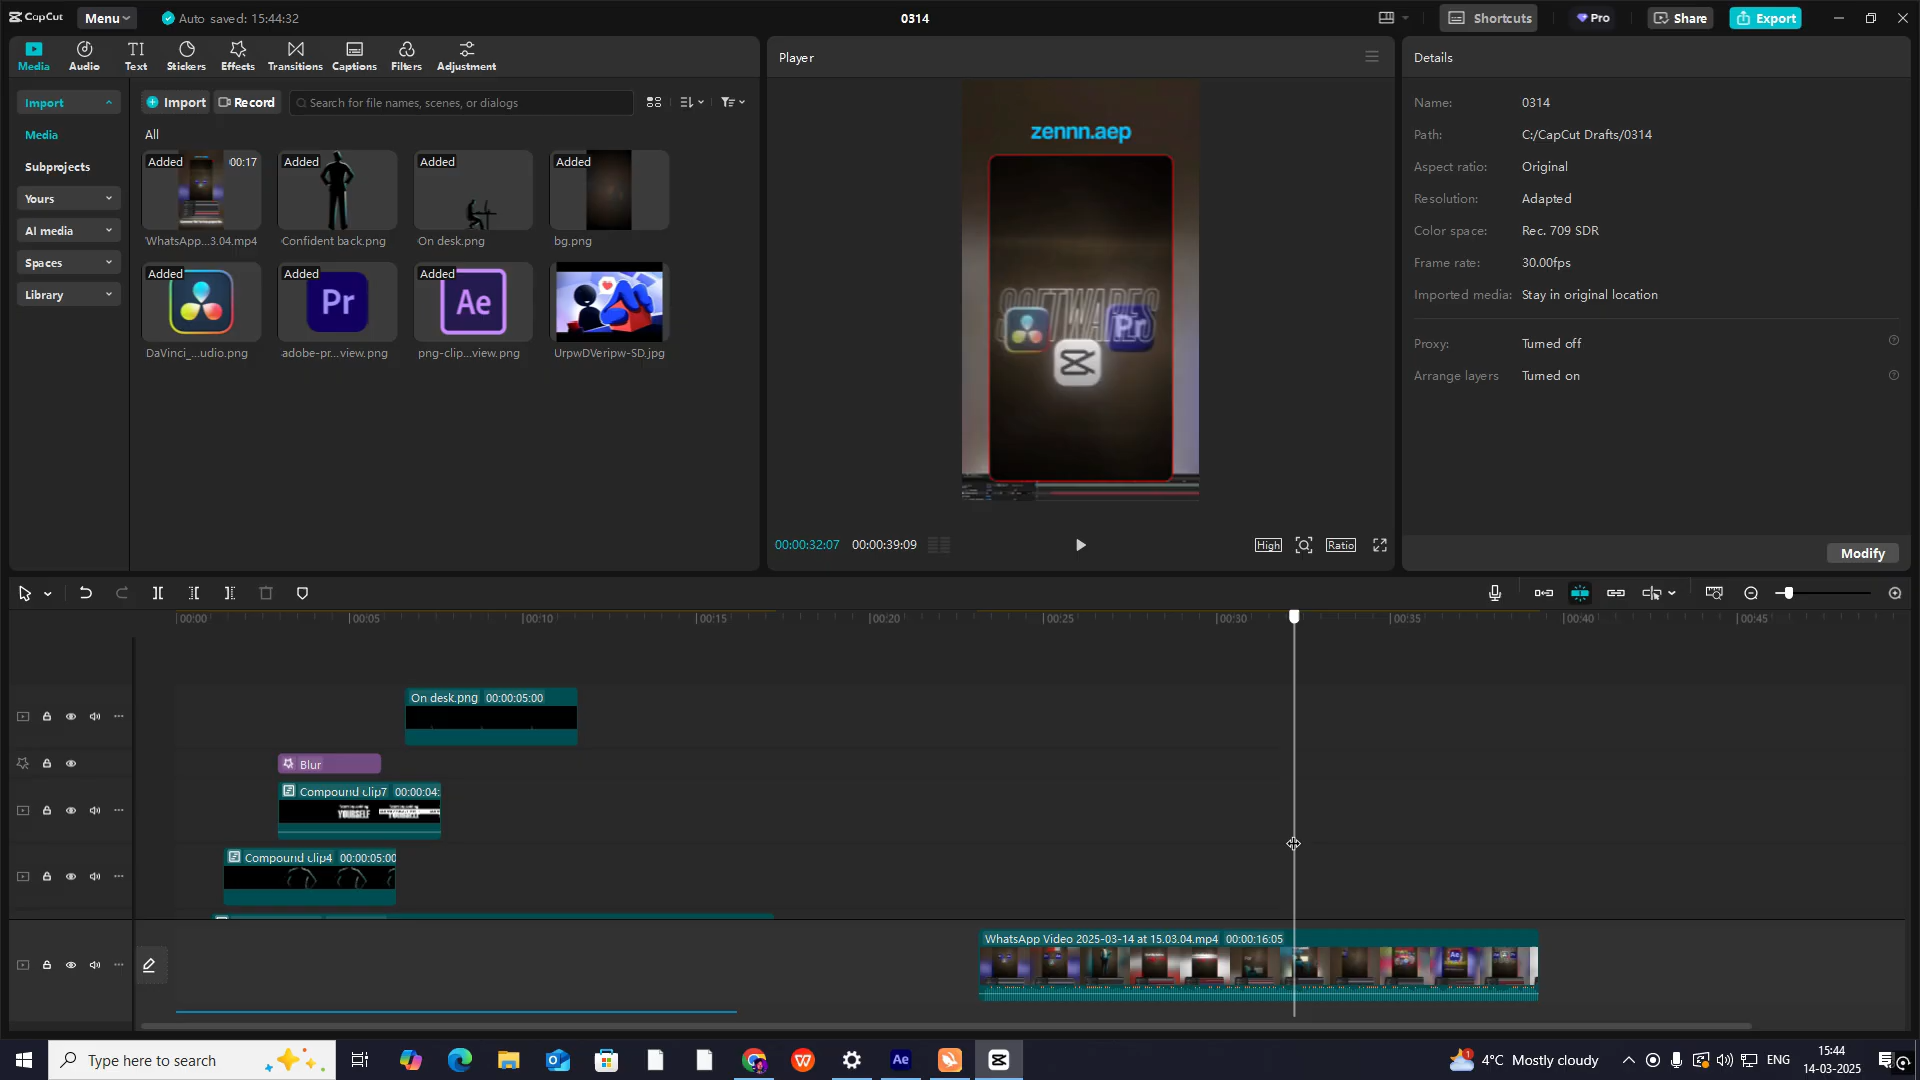 CapCut
Menu
Auto saved: 15:44:32
0314
Shortcuts
Pro
Share
Export
Media
Audio
Text
Stickers
Effects
Transitions
Captions
Filters
Adjustment
Player
Details
Import
Media
Subprojects
Yours
AI media
Spaces
Library
Import
Record
Search for file names, scenes, or dialogs
All
Added
00:17
WhatsApp...3.04.mp4
Added
Confident back.png
Added
On desk.png
Added
bg.png
Added
DaVinci_...udio.png
Added
Pr
adobe-pr...view.png
Added
Ae
png-clip...view.png
UrpwDVeripw-SD.jpg
zennn.aep
SOFTWARES
Pr
00:00:32:07
00:00:39:09
High
Ratio
Name: 0314
Path: C:/CapCut Drafts/0314
Aspect ratio: Original
Resolution: Adapted
Color space: Rec. 709 SDR
Frame rate: 30.00fps
Imported media: Stay in original location
Proxy: Turned off
Arrange layers Turned on
Modify
00:00
00:05
00:10
00:15
00:20
00:25
00:30
00:35
00:40
00:45
On desk.png 00:00:05:00
Blur
Compound clip7 00:00:04:
YOURSELF YOURSELF
Compound clip4 00:00:05:00
WhatsApp Video 2025-03-14 at 15.03.04.mp4 00:00:16:05
Type here to search
Ae
4°C Mostly cloudy
ENG
15:44
14-03-2025